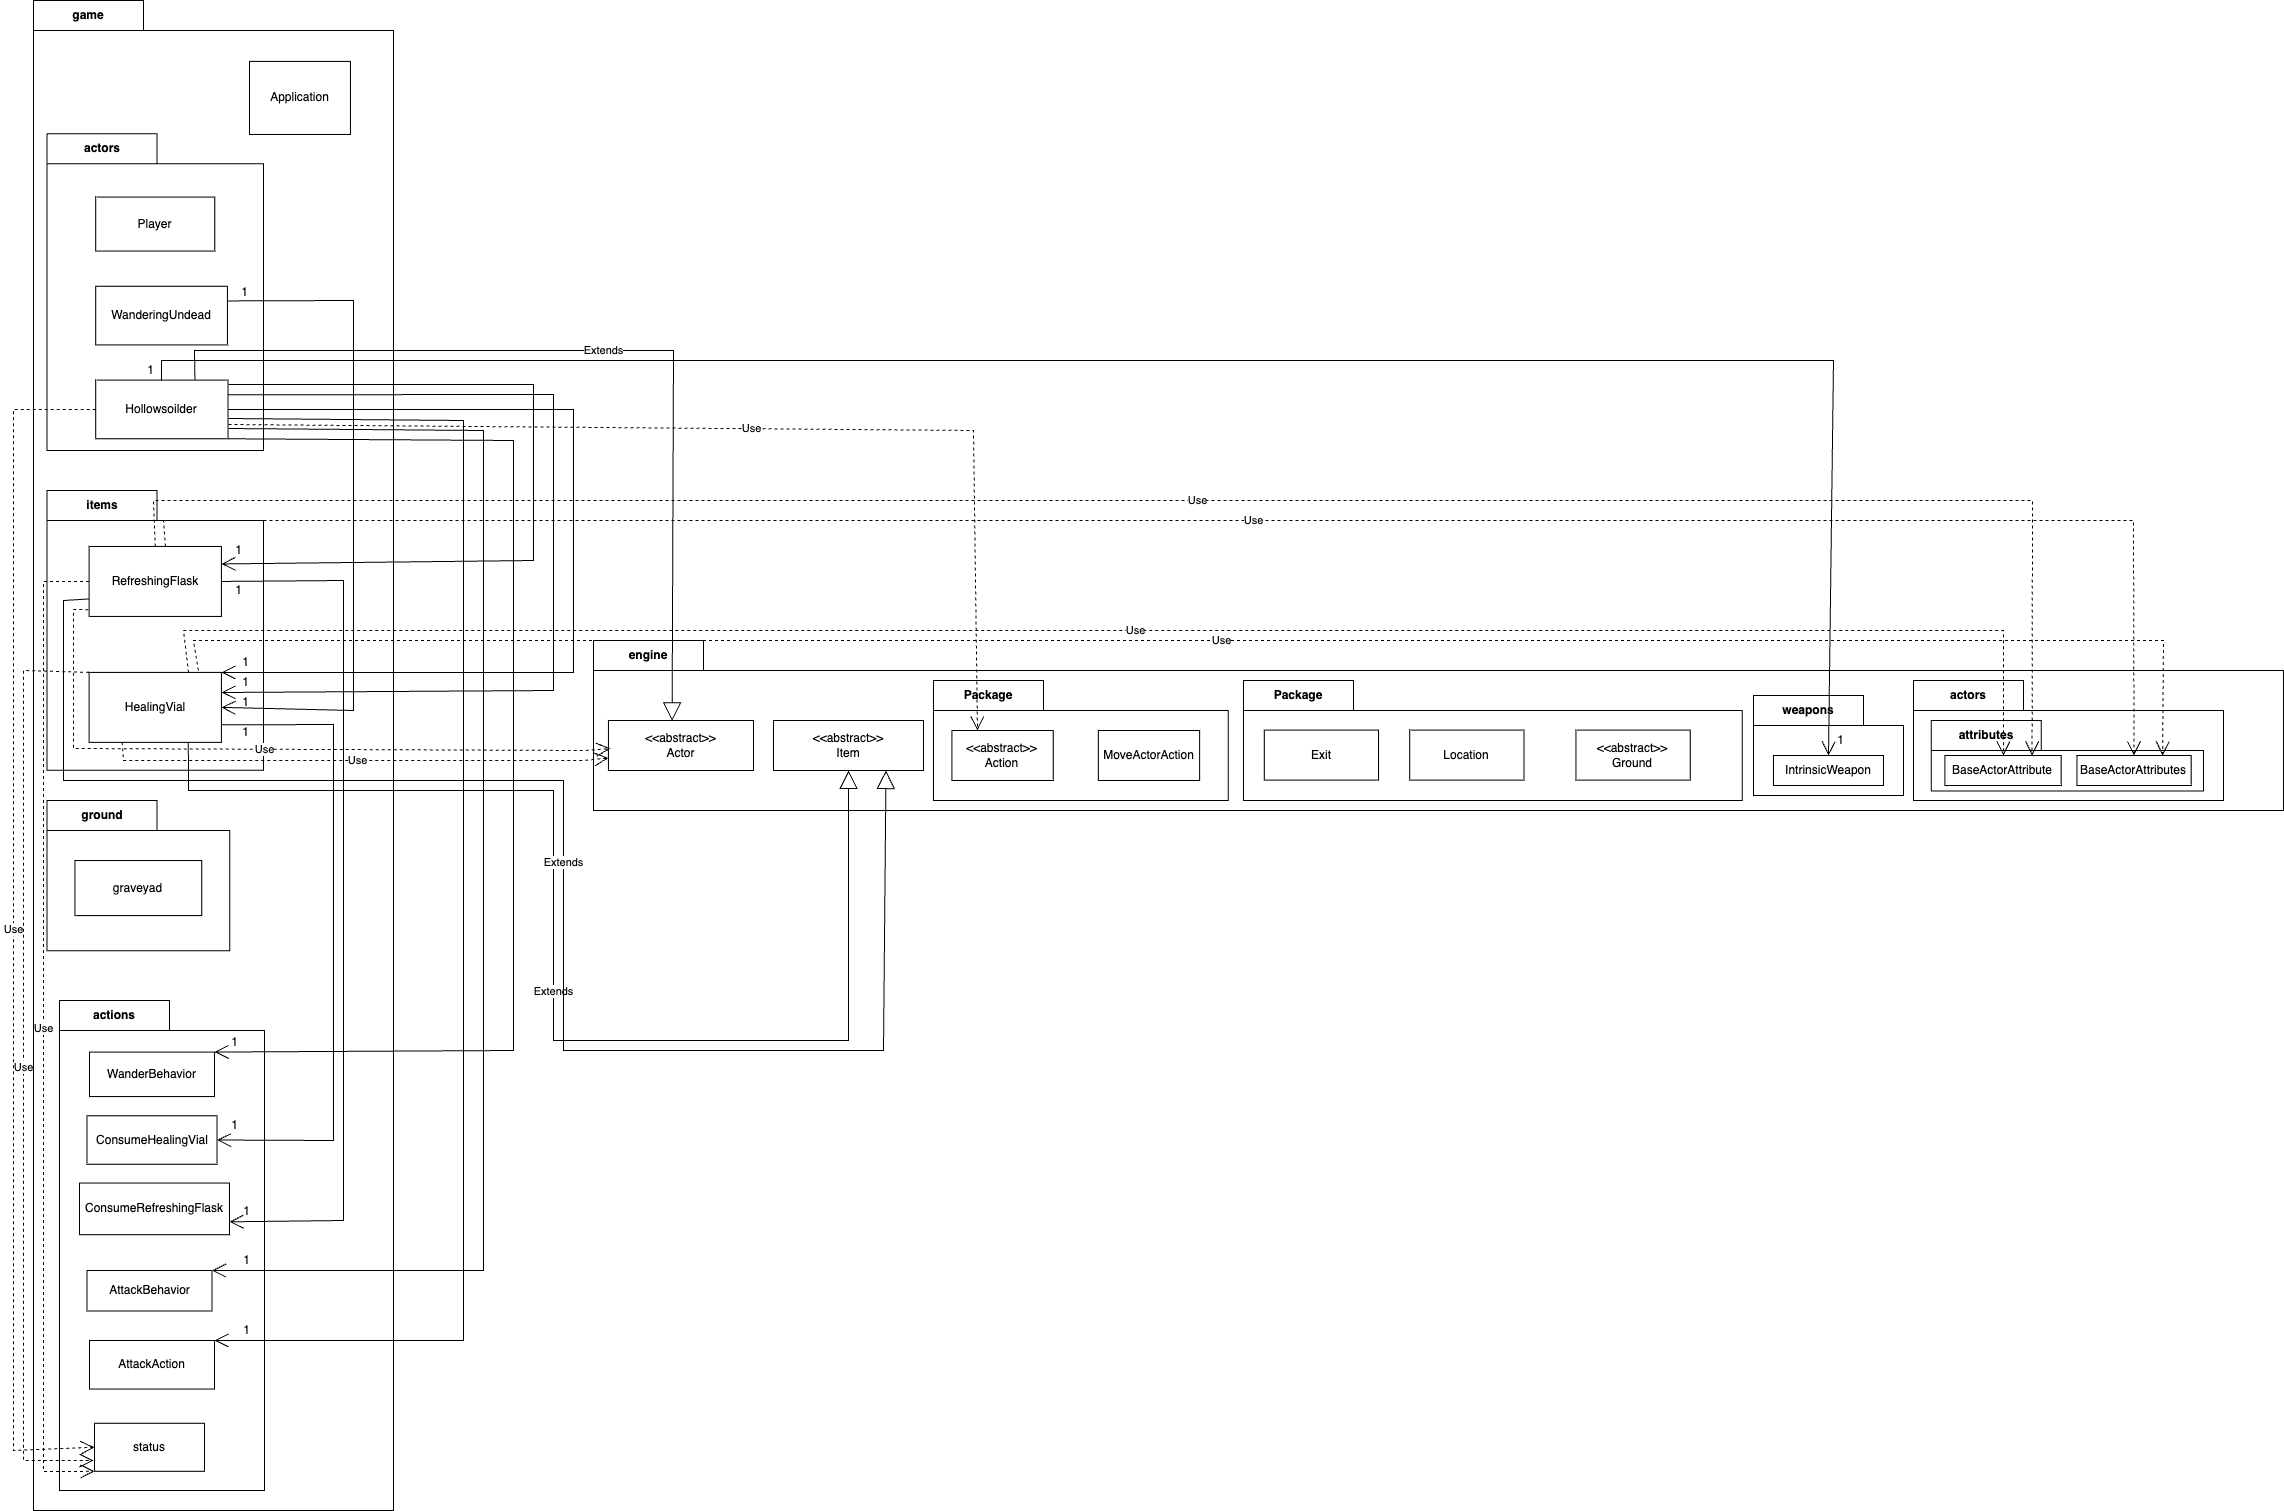 game
Application
actors
Player
WanderingUndead
1
Extends
1
Hollowsoilder
Use
items
Use
Use
1
RefreshingFlask
1
Use
Use
engine
1
1
HealingVial
1
1
Use
Use
<<abstract>>
Actor
<<abstract>>
Item
Package
<<abstract>>
Action
MoveActorAction
Package
Exit
Location
<<abstract>>
Ground
weapons
1
IntrinsicWeapon
actors
attributes
BaseActorAttribute
BaseActorAttributes
ground
graveyad
Extends
Use
Extends
actions
Use
1
WanderBehavior
Use
1
ConsumeHealingVial
1
ConsumeRefreshingFlask
1
AttackBehavior
1
AttackAction
status